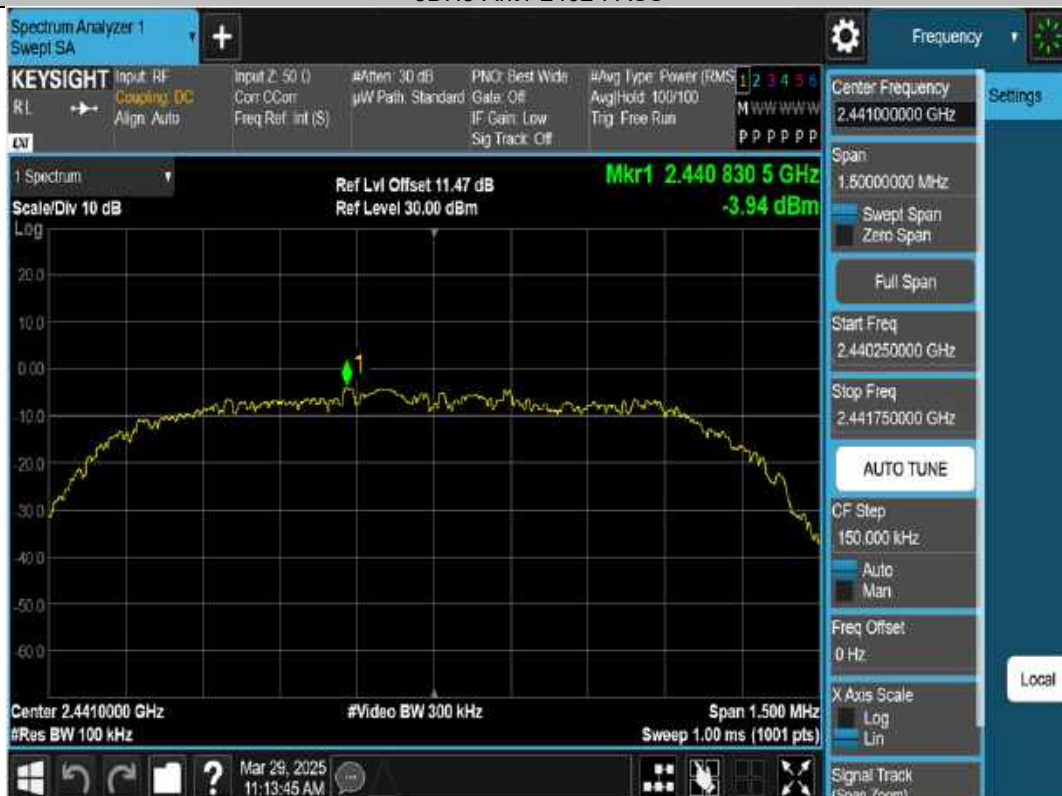 Spectrum Analyzer 1
Swept SA
+
Frequency
KEYSIGHT
RL
Input: RF
Coupling: DC
Align: Auto
Input Z: 50 Ω
Corr CCorr
Freq Ref: Int (S)
#Atten: 30 dB
µW Path: Standard
PNO: Best Wide
Gate: Off
IF Gain: Low
Sig Track: Off
#Avg Type: Power (RMS
Avg|Hold: 100/100
Trig: Free Run
1 2 3 4 5 6
M W W W W W
P P P P P P
1 Spectrum
Scale/Div 10 dB
Ref Lvl Offset 11.47 dB
Ref Level 30.00 dBm
Mkr1 2.440 830 5 GHz
-3.94 dBm
Log
20.0
10.0
0.00
-10.0
-20.0
-30.0
-40.0
-50.0
-60.0
1
Center 2.4410000 GHz
#Res BW 100 kHz
#Video BW 300 kHz
Span 1.500 MHz
Sweep 1.00 ms (1001 pts)
?
Mar 29, 2025
11:13:45 AM
Center Frequency
2.441000000 GHz
Span
1.50000000 MHz
Swept Span
Zero Span
Full Span
Start Freq
2.440250000 GHz
Stop Freq
2.441750000 GHz
AUTO TUNE
CF Step
150.000 kHz
Auto
Man
Freq Offset
0 Hz
X Axis Scale
Log
Lin
Signal Track
(Span Zoom)
Settings
Local